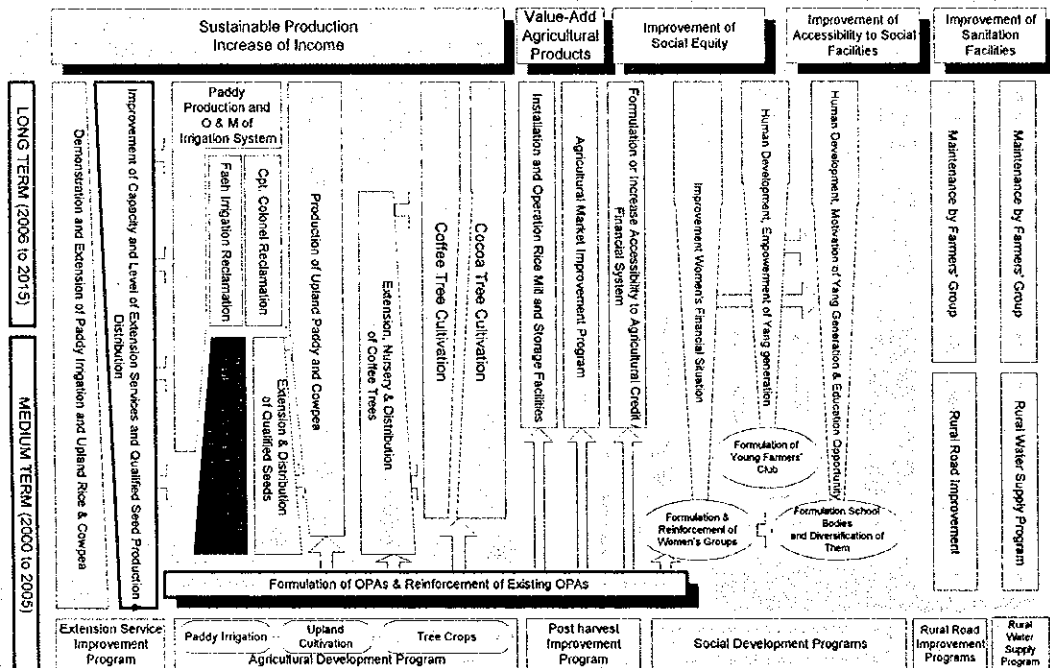 Sustainable Production
Increase of Income
Value-Add
Agricultural
Products
Improvement of
Social Equity
Improvement of
Accessibility to Social
Facilities
Improvement of
Sanitation
Facilities
LONG TERM (2006 to 2015)
MEDIUM TERM (2000 to 2005)
Demonstration and Extension of Paddy Irrigation and Upland Rice & Cowpea
Improvement of Capacity and Level of Extension Services and Qualified Seed Production &
Distribution
Paddy
Production and
O & M of
Irrigation System
Faeh Irrigation Reclamation
Cpt. Colonel Reclamation
Extension & Distribution
of Qualified Seeds
Production of Upland Paddy and Cowpea
Extension, Nursery & Distribution
of Coffee Trees
Coffee Tree Cultivation
Cocoa Tree Cultivation
Installation and Operation Rice Mill and Storage Facilities
Agricultural Market Improvement Program
Formulation or Increase Accessibility to Agricultural Credit /
Financial System
Improvement Women's Financial Situation
Human Development, Empowerment of Yang generation
Human Development, Motivation of Yang Generation & Education Opportunity
Maintenance by Farmers' Group
Maintenance by Farmers' Group
Formulation of
Young Farmers'
Club
Formulation &
Reinforcement of
Women's Groups
Formulation School
Bodies
and Diversification of
Them
Rural Road Improvement
Rural Water Supply Program
Formulation of OPAs & Reinforcement of Existing OPAs
Extension Service
Improvement
Program
Paddy Irrigation
Upland
Cultivation
Tree Crops
Agricultural Development Program
Post harvest
Improvement
Program
Social Development Programs
Rural Road
Improvement
Programs
Rural
Water
Supply
Program